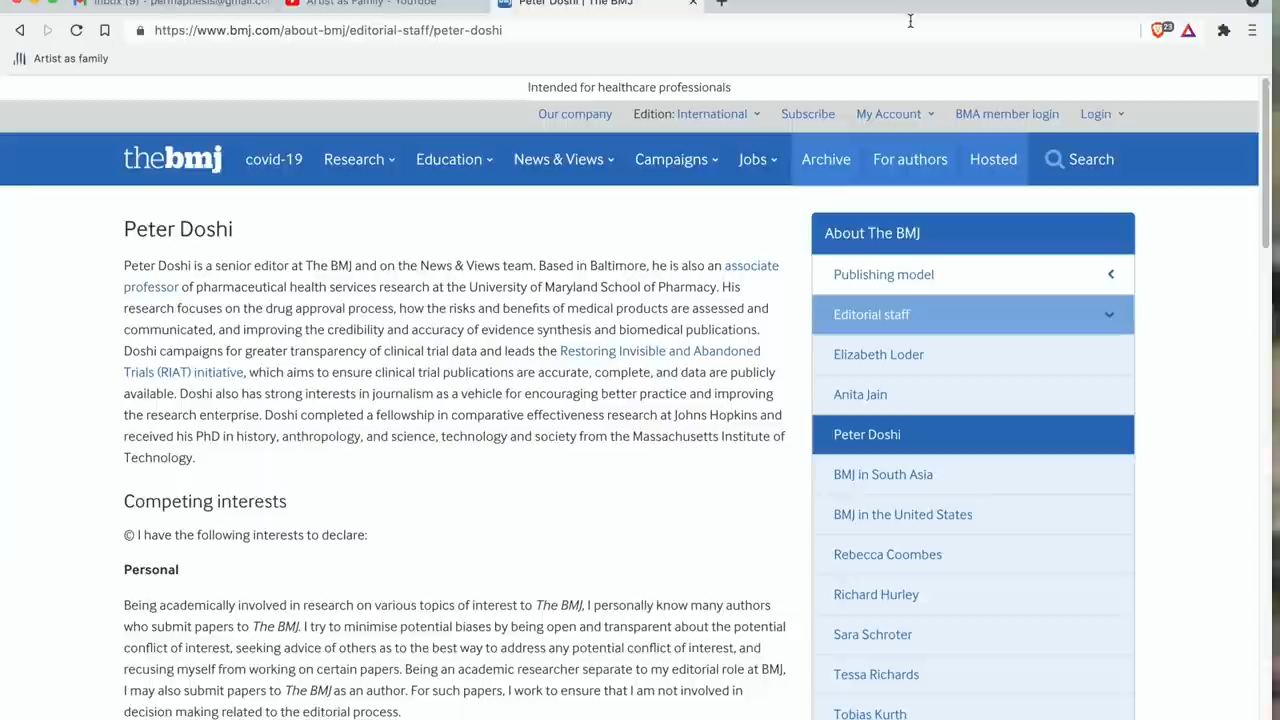 Inbox (9) - permapoesis@gmail.co
Artist as Family - YouTube
Peter Doshi | The BMJ
https://www.bmj.com/about-bmj/editorial-staff/peter-doshi
23
Artist as family
Intended for healthcare professionals
Our company Edition: International Subscribe My Account BMA member login Login
thebmj covid-19 Research Education News & Views Campaigns Jobs Archive For authors Hosted Search
Peter Doshi
Peter Doshi is a senior editor at The BMJ and on the News & Views team. Based in Baltimore, he is also an associate
professor of pharmaceutical health services research at the University of Maryland School of Pharmacy. His
research focuses on the drug approval process, how the risks and benefits of medical products are assessed and
communicated, and improving the credibility and accuracy of evidence synthesis and biomedical publications.
Doshi campaigns for greater transparency of clinical trial data and leads the Restoring Invisible and Abandoned
Trials (RIAT) initiative, which aims to ensure clinical trial publications are accurate, complete, and data are publicly
available. Doshi also has strong interests in journalism as a vehicle for encouraging better practice and improving
the research enterprise. Doshi completed a fellowship in comparative effectiveness research at Johns Hopkins and
received his PhD in history, anthropology, and science, technology and society from the Massachusetts Institute of
Technology.
Competing interests
© I have the following interests to declare:
Personal
Being academically involved in research on various topics of interest to The BMJ, I personally know many authors
who submit papers to The BMJ. I try to minimise potential biases by being open and transparent about the potential
conflict of interest, seeking advice of others as to the best way to address any potential conflict of interest, and
recusing myself from working on certain papers. Being an academic researcher separate to my editorial role at BMJ,
I may also submit papers to The BMJ as an author. For such papers, I work to ensure that I am not involved in
decision making related to the editorial process.
About The BMJ
Publishing model
Editorial staff
Elizabeth Loder
Anita Jain
Peter Doshi
BMJ in South Asia
BMJ in the United States
Rebecca Coombes
Richard Hurley
Sara Schroter
Tessa Richards
Tobias Kurth